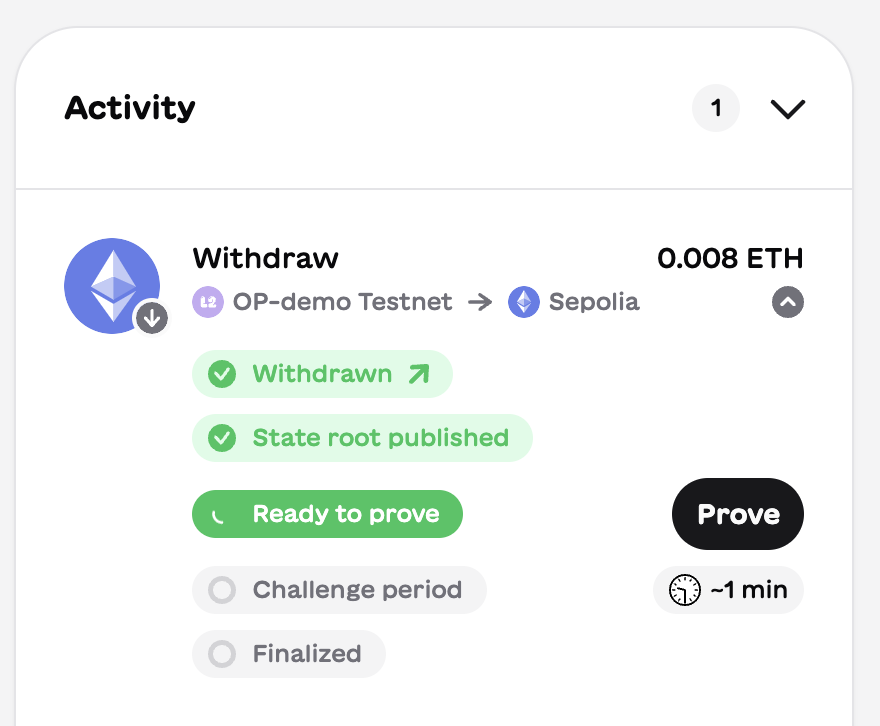 Activity
1
Withdraw
0.008 ETH
L2 OP-demo Testnet → Sepolia
Withdrawn
State root published
Ready to prove
Prove
Challenge period
~1 min
Finalized